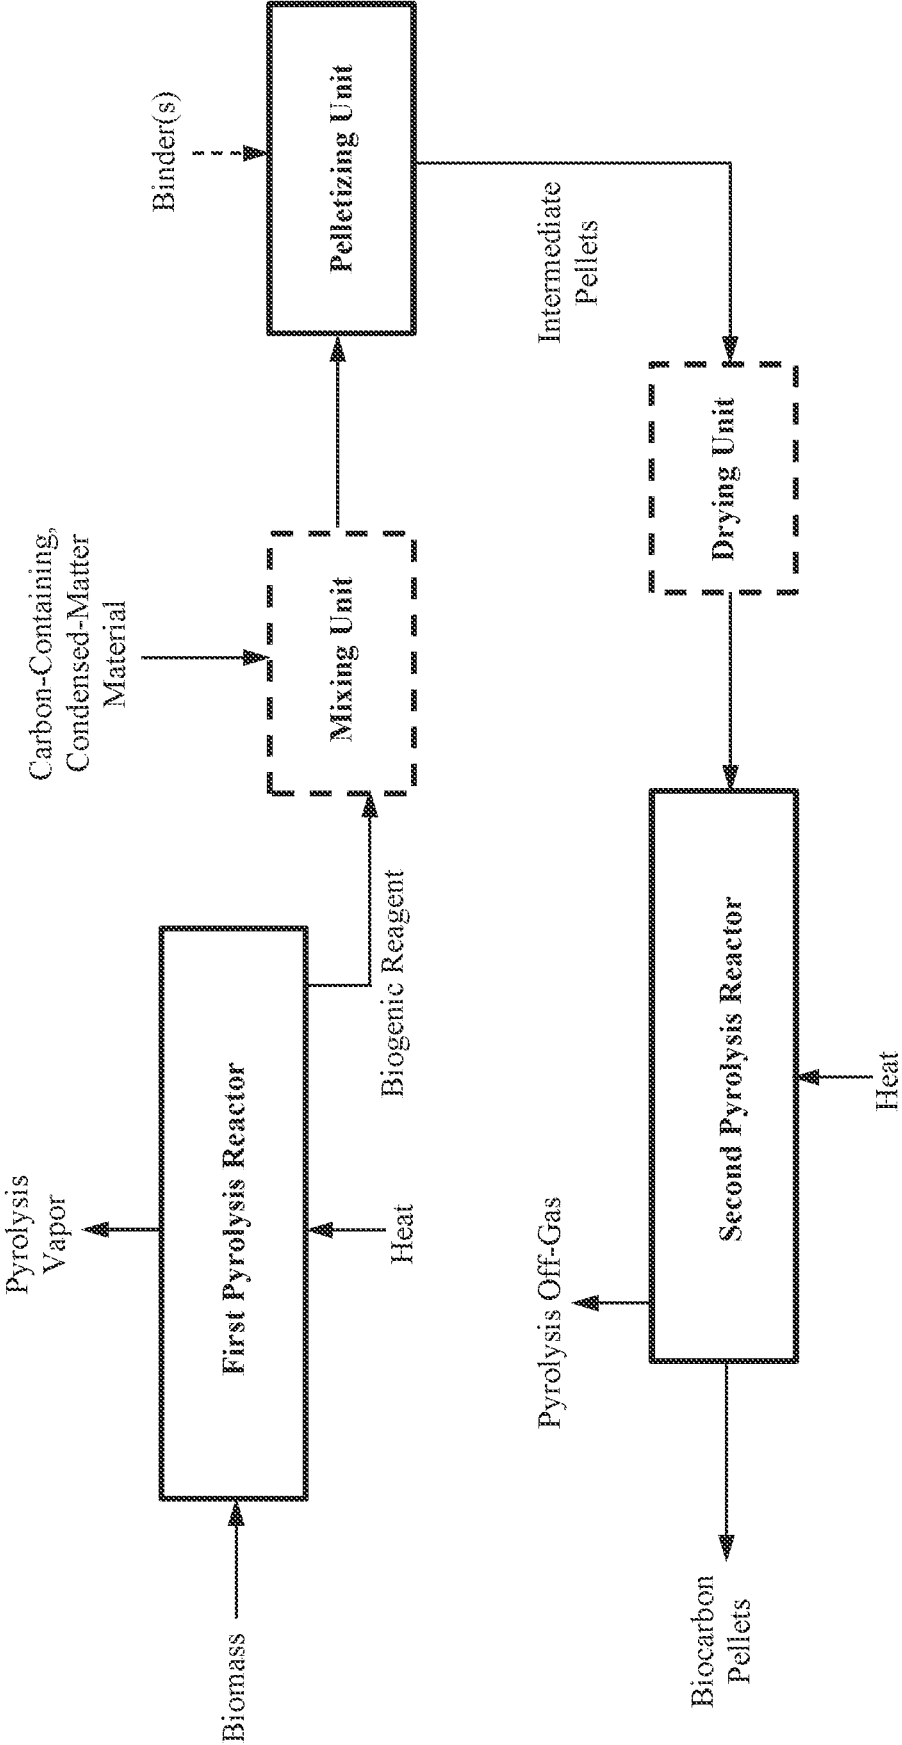 Biomass
First Pyrolysis Reactor
Pyrolysis
Vapor
Heat
Biogenic Reagent
Carbon-Containing,
Condensed-Matter
Material
Mixing Unit
Binder(s)
Pelletizing Unit
Intermediate
Pellets
Drying Unit
Second Pyrolysis Reactor
Heat
Pyrolysis Off-Gas
Biocarbon
Pellets